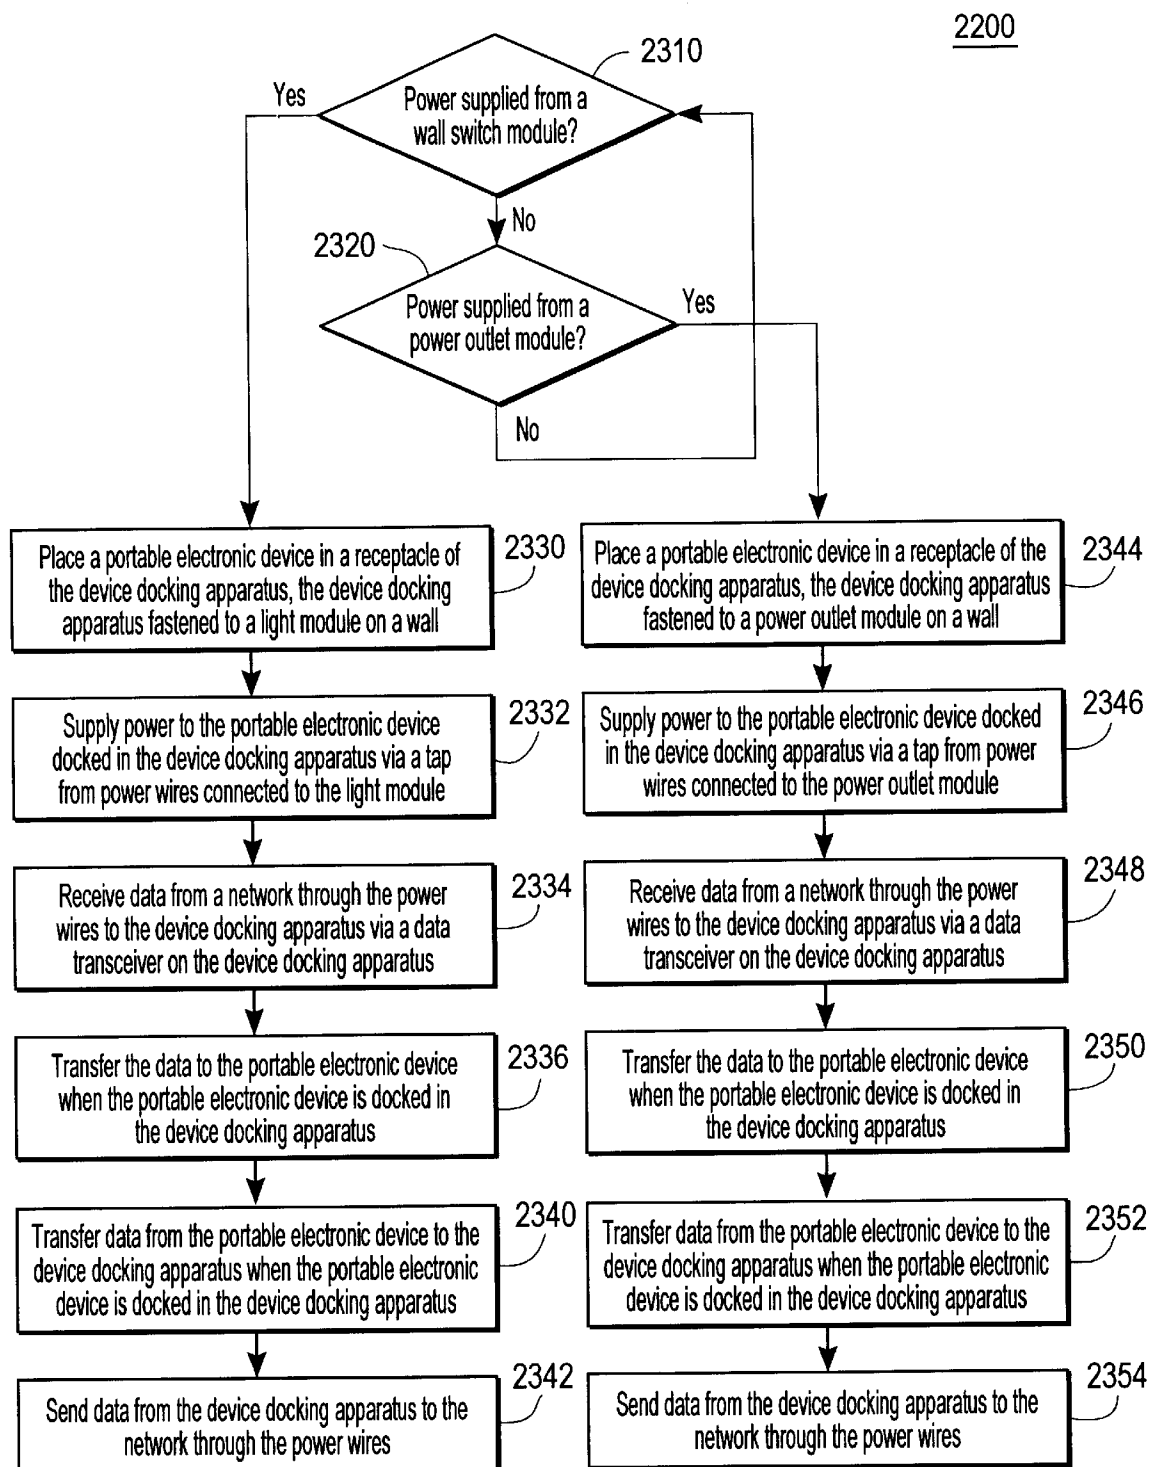 2200
2310
Yes
Power supplied from a
wall switch module?
No
2320
Power supplied from a
power outlet module?
Yes
No
2330
Place a portable electronic device in a receptacle of
the device docking apparatus, the device docking
apparatus fastened to a light module on a wall
2332
Supply power to the portable electronic device
docked in the device docking apparatus via a tap
from power wires connected to the light module
2334
Receive data from a network through the power
wires to the device docking apparatus via a data
transceiver on the device docking apparatus
2336
Transfer the data to the portable electronic device
when the portable electronic device is docked in
the device docking apparatus
2340
Transfer data from the portable electronic device to the
device docking apparatus when the portable electronic
device is docked in the device docking apparatus
2342
Send data from the device docking apparatus to the
network through the power wires
2344
Place a portable electronic device in a receptacle of the
device docking apparatus, the device docking apparatus
fastened to a power outlet module on a wall
2346
Supply power to the portable electronic device docked
in the device docking apparatus via a tap from power
wires connected to the power outlet module
2348
Receive data from a network through the power
wires to the device docking apparatus via a data
transceiver on the device docking apparatus
2350
Transfer the data to the portable electronic device
when the portable electronic device is docked in
the device docking apparatus
2352
Transfer data from the portable electronic device to the
device docking apparatus when the portable electronic
device is docked in the device docking apparatus
2354
Send data from the device docking apparatus to the
network through the power wires